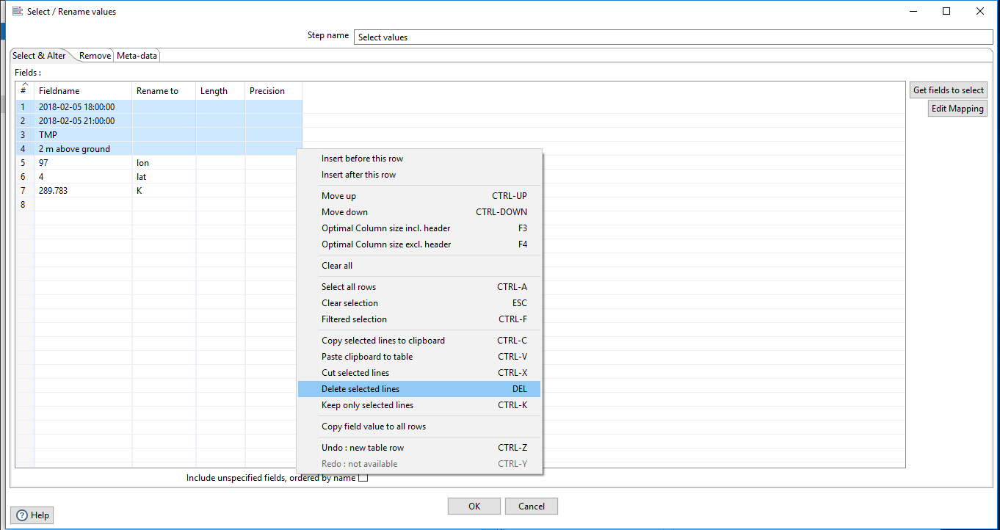 Select / Rename values
Step name Select values
Select & Alter Remove Meta-data
Fields :
# Fieldname Rename to Length Precision
Get fields to select
Edit Mapping
1 2018-02-05 18:00:00
2 2018-02-05 21:00:00
3 TMP
4 2 m above ground
5 97 lon
6 4 lat
7 289.783 K
8
Insert before this row
Insert after this row
Move up CTRL-UP
Move down CTRL-DOWN
Optimal Column size incl. header F3
Optimal Column size excl. header F4
Clear all
Select all rows CTRL-A
Clear selection ESC
Filtered selection CTRL-F
Copy selected lines to clipboard CTRL-C
Paste clipboard to table CTRL-V
Cut selected lines CTRL-X
Delete selected lines DEL
Keep only selected lines CTRL-K
Copy field value to all rows
Undo : new table row CTRL-Z
Redo : not available CTRL-Y
Include unspecified fields, ordered by name
OK Cancel
? Help